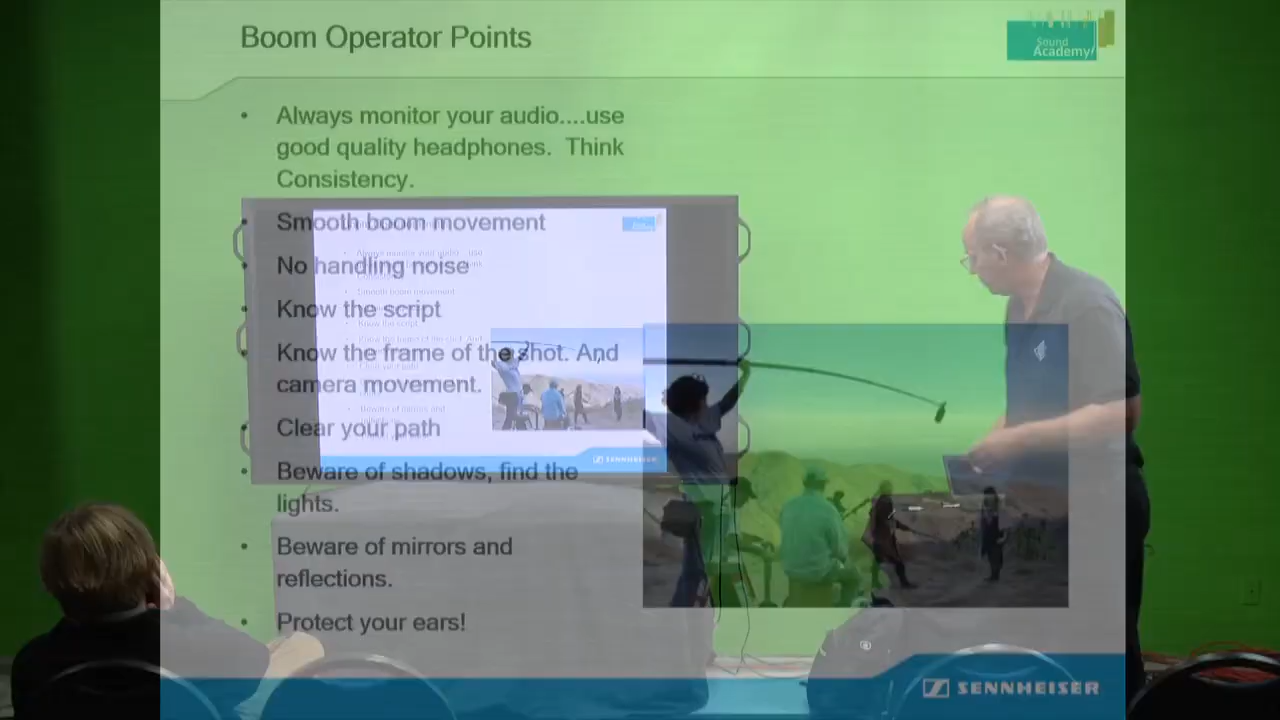 Boom Operator Points
Sound
Academy
• Always monitor your audio....use
good quality headphones. Think
Consistency.
• Smooth boom movement
• No handling noise
• Know the script
• Know the frame of the shot. And
camera movement.
• Clear your path
• Beware of shadows, find the
lights.
• Beware of mirrors and
reflections.
• Protect your ears!
SENNHEISER
SENNHEISER